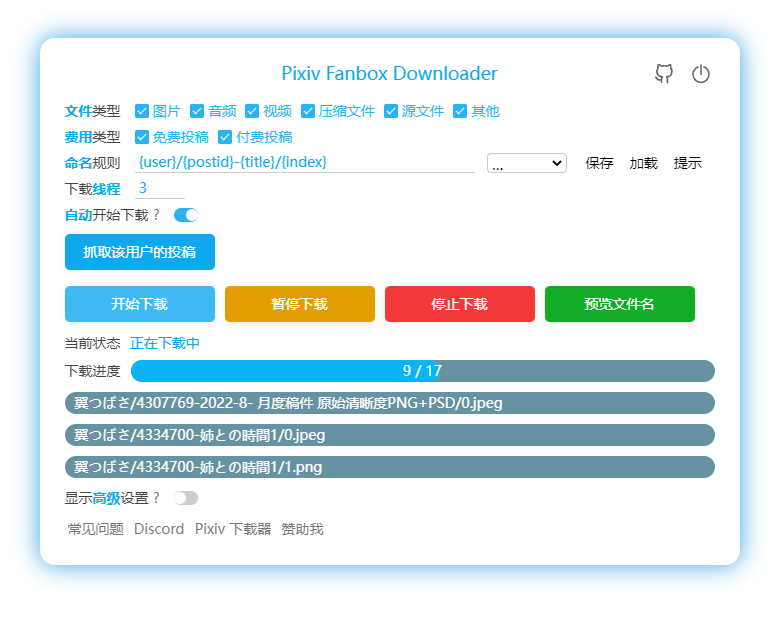 Pixiv Fanbox Downloader
文件类型 图片 音频 视频 压缩文件 源文件 其他
费用类型 免费投稿 付费投稿
命名规则 {user}/{postid}-{title}/{index} ... 保存 加载 提示
下载线程 3
自动开始下载 ?
抓取该用户的投稿
开始下载 暂停下载 停止下载 预览文件名
当前状态 正在下载中
下载进度 9 / 17
翼つばさ/4307769-2022-8- 月度稿件 原始清晰度PNG+PSD/0.jpeg
翼つばさ/4334700-姉との時間1/0.jpeg
翼つばさ/4334700-姉との時間1/1.png
显示高级设置 ?
常见问题 Discord Pixiv 下载器 赞助我